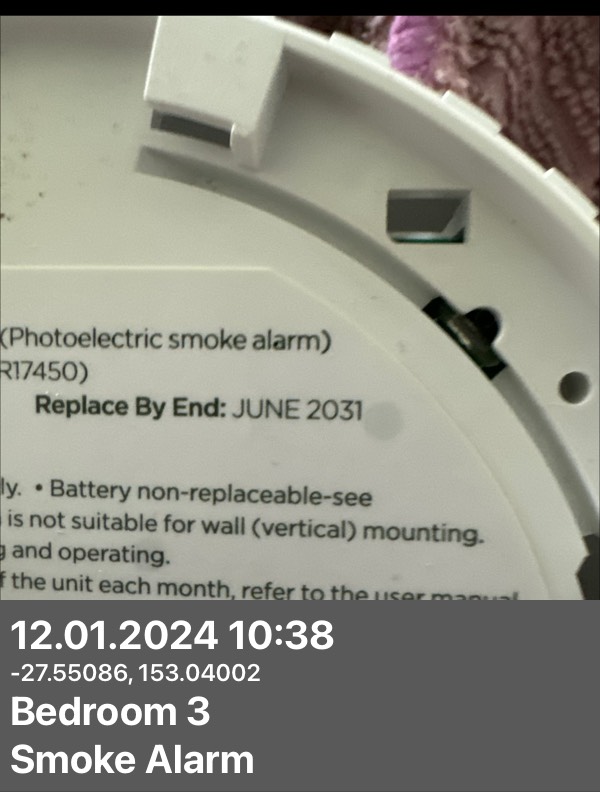 (Photoelectric smoke alarm)
R17450)
Replace By End: JUNE 2031
ly. • Battery non-replaceable-see
is not suitable for wall (vertical) mounting.
g and operating.
f the unit each month, refer to the user manual
12.01.2024 10:38
-27.55086, 153.04002
Bedroom 3
Smoke Alarm